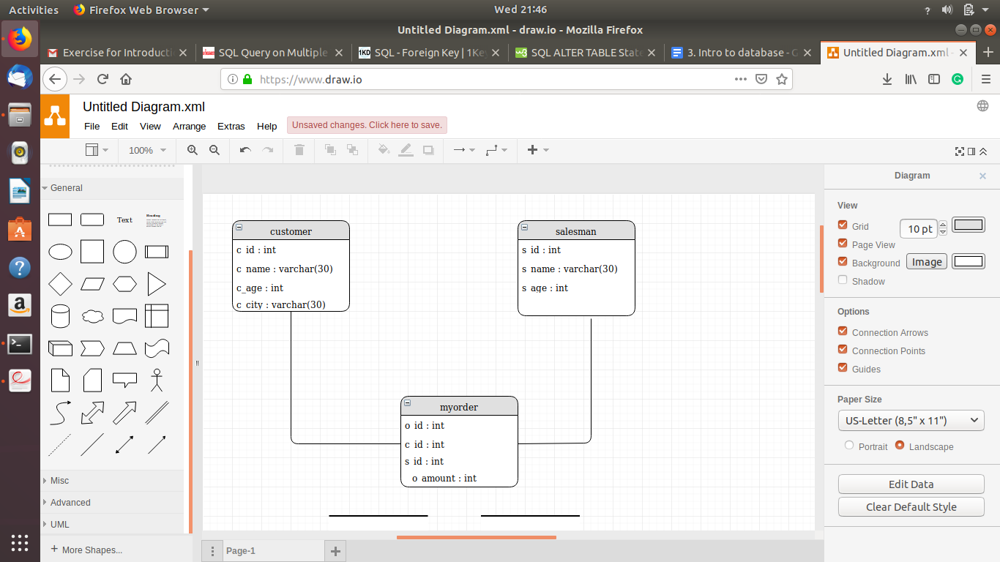 Activities Firefox Web Browser Wed 21:46
Untitled Diagram.xml - draw.io - Mozilla Firefox
Exercise for Introducti SQL Query on Multiple SQL - Foreign Key | 1Ke SQL ALTER TABLE State 3. Intro to database - G Untitled Diagram.xml -
https://www.draw.io
Untitled Diagram.xml
File Edit View Arrange Extras Help Unsaved changes. Click here to save.
100%
General
Text
Heading
Misc
Advanced
UML
+ More Shapes...
customer
c id : int
c name : varchar(30)
c_age : int
c city : varchar(30)
salesman
s id : int
s name : varchar(30)
s age : int
myorder
o id : int
c id : int
s id : int
o amount : int
Page-1
Diagram
View
Grid 10 pt
Page View
Background Image
Shadow
Options
Connection Arrows
Connection Points
Guides
Paper Size
US-Letter (8,5" x 11")
Portrait Landscape
Edit Data
Clear Default Style